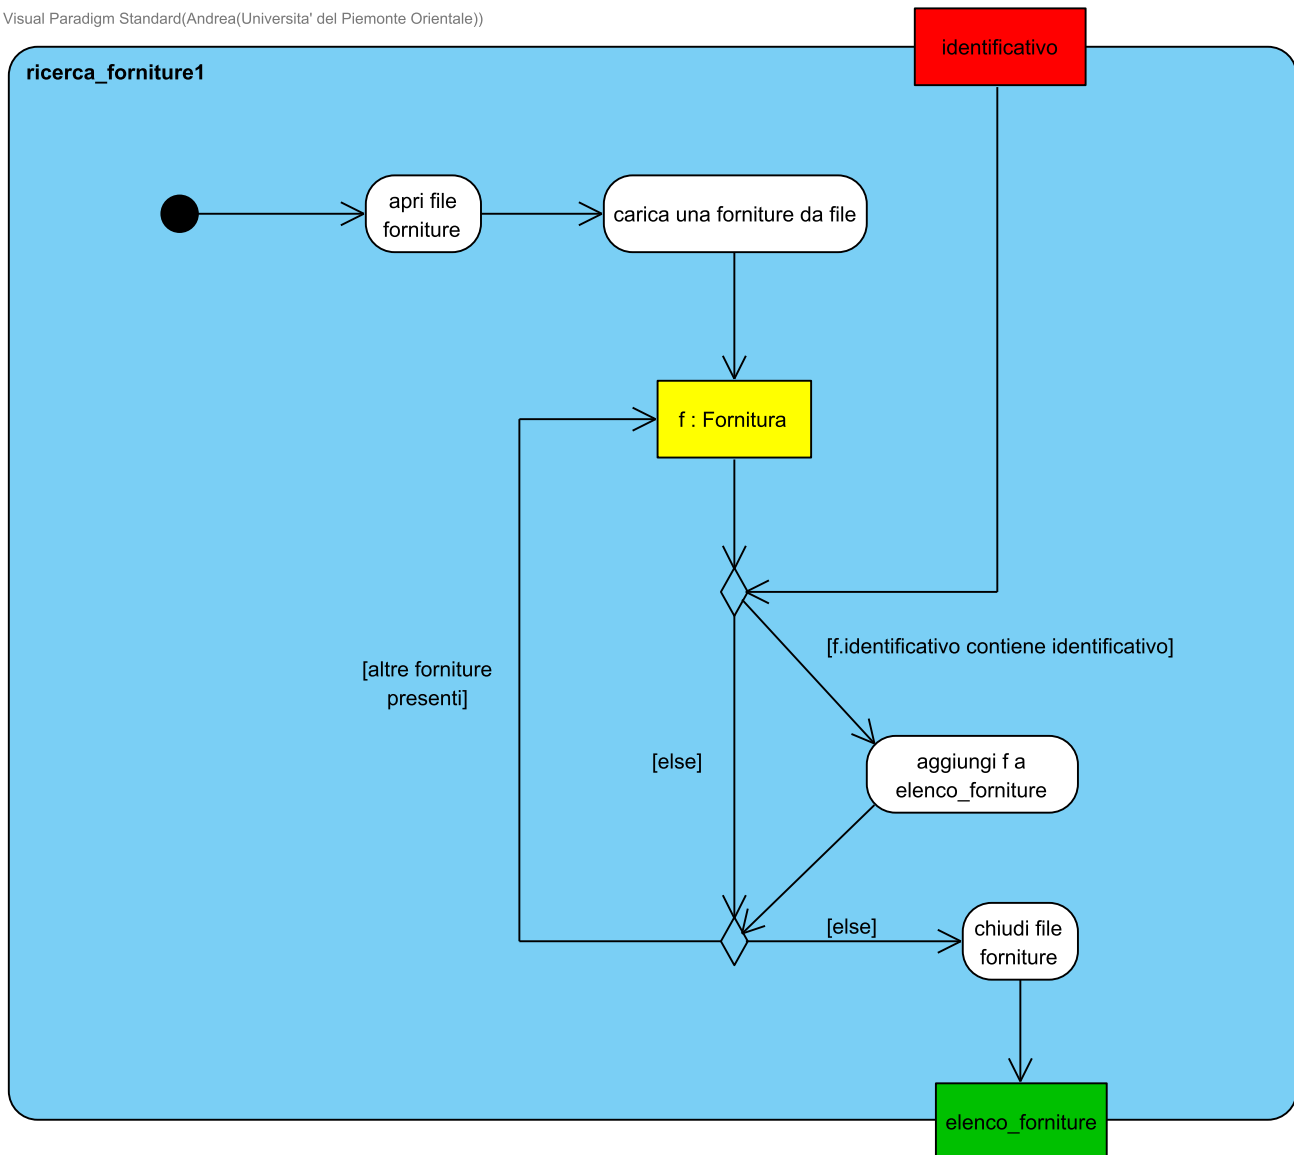 Visual Paradigm Standard(Andrea(Universita' del Piemonte Orientale))
identificativo
ricerca_forniture1
apri file
forniture
carica una forniture da file
f : Fornitura
[f.identificativo contiene identificativo]
[altre forniture
presenti]
[else]
aggiungi f a
elenco_forniture
[else]
chiudi file
forniture
elenco_forniture